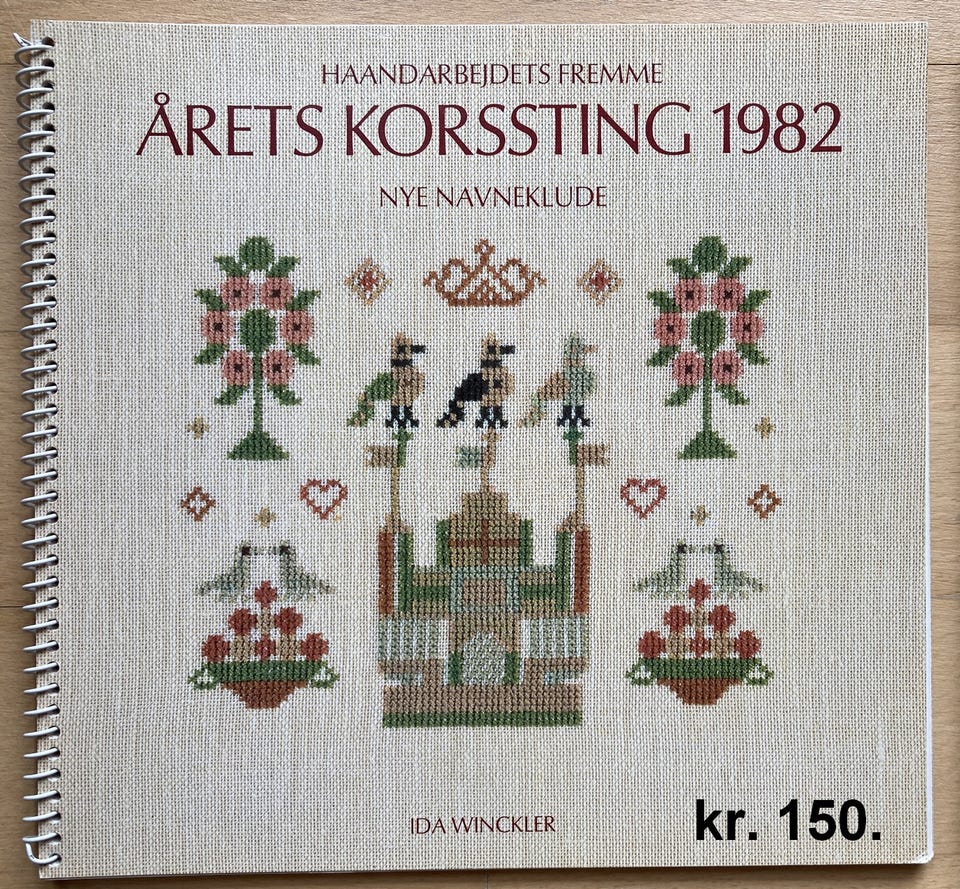 HAANDARBEJDETS FREMME
ÅRETS KORSSTING 1982
NYE NAVNEKLUDE
IDA WINCKLER
kr. 150.